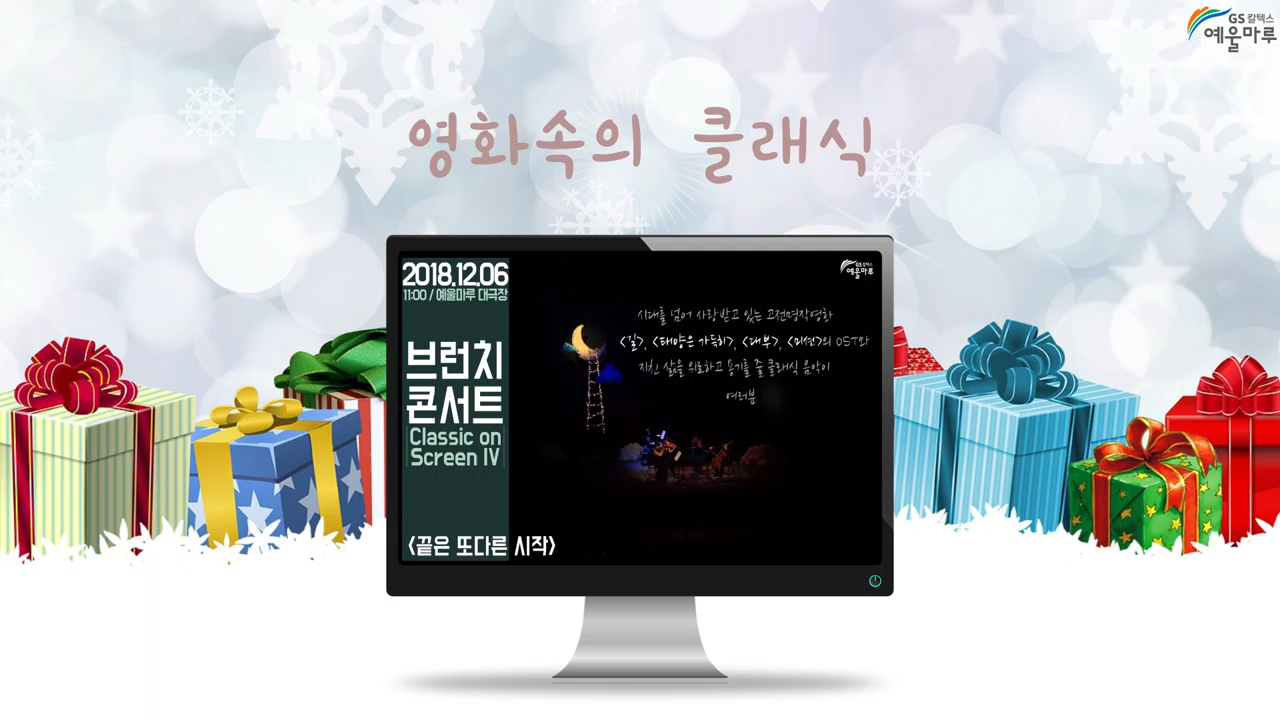 GS 칼텍스
예울마루
영화속의 클래식
2018.12.06
11:00 / 예울마루 대극장
브런치
콘서트
Classic on
Screen IV
<끝은 또다른 시작>
GS 칼텍스
예울마루
시대를 넘어 사랑받고 있는 고전명작영화
<길>, <태양은 가득히>, <대부>, <미션>의 OST와
지친 삶을 위로하고 용기를 줄 클래식 음악이
여러분